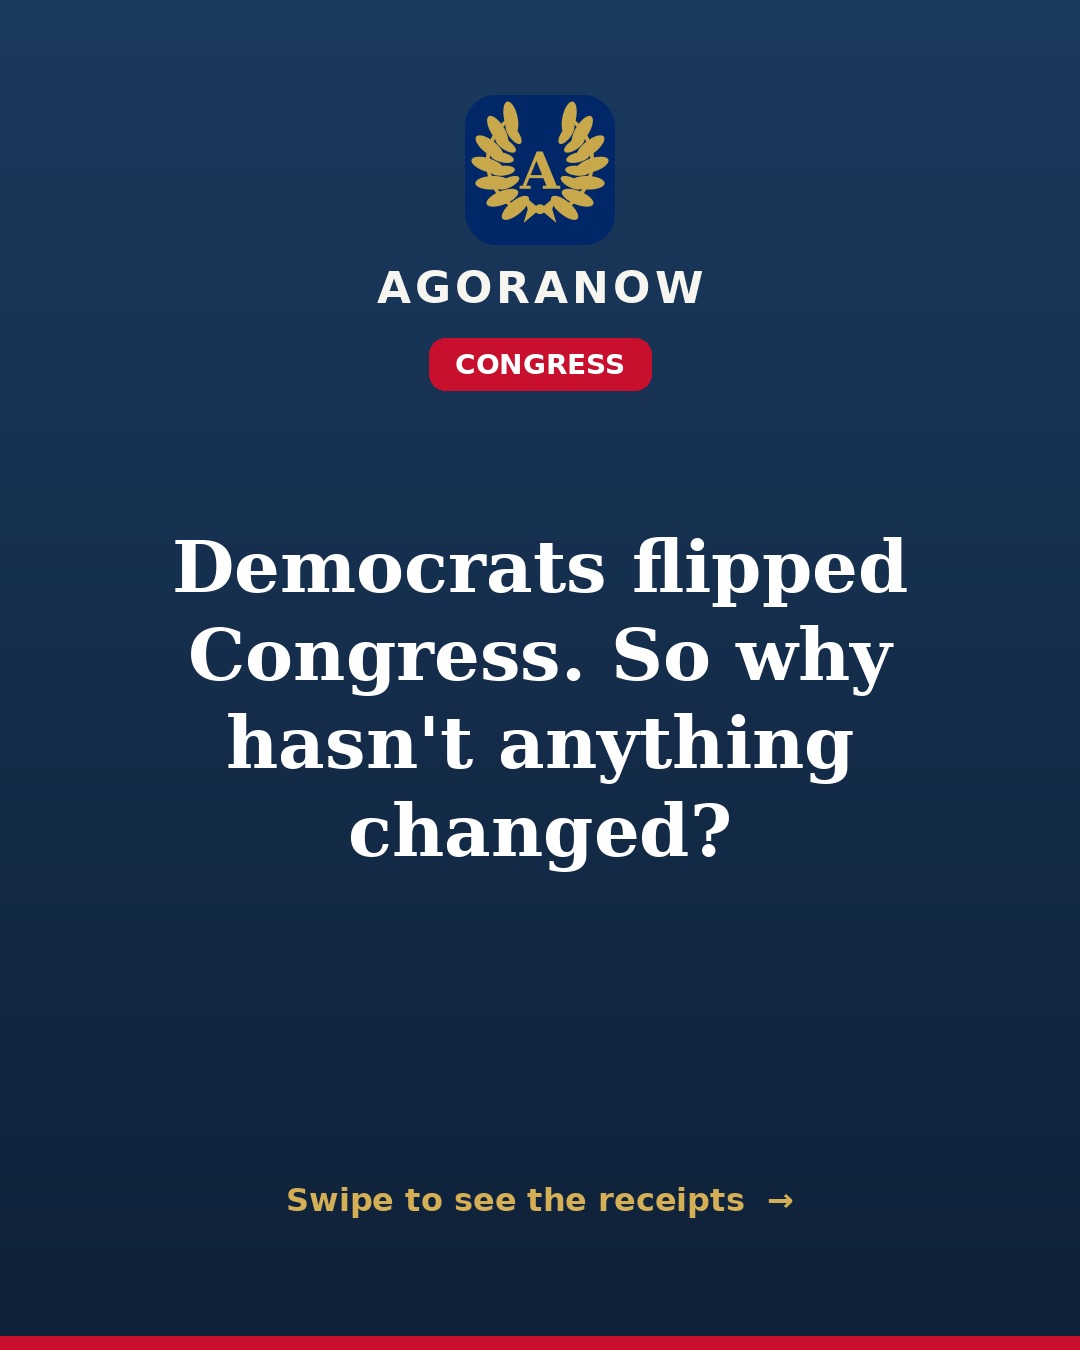 A
AGORANOW
CONGRESS
Democrats flipped
Congress. So why
hasn't anything
changed?
Swipe to see the receipts →